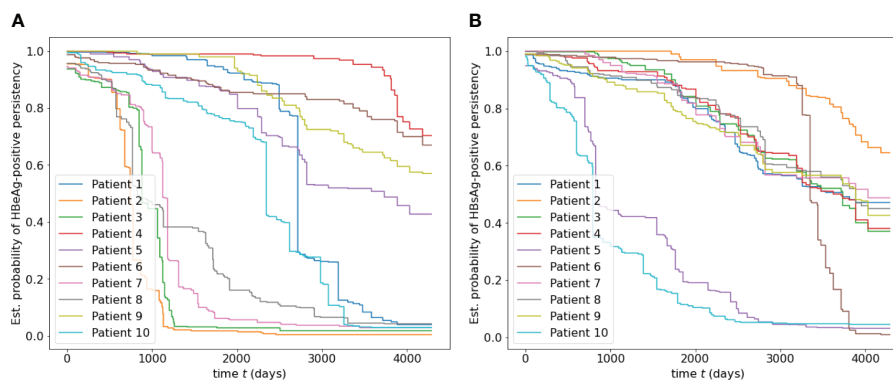 A
Est. probability of HBeAg-positive persistency
1.0
0.8
0.6
0.4
0.2
0.0
Patient 1
Patient 2
Patient 3
Patient 4
Patient 5
Patient 6
Patient 7
Patient 8
Patient 9
Patient 10
0 1000 2000 3000 4000
time t (days)
B
Est. probability of HBsAg-positive persistency
1.0
0.8
0.6
0.4
0.2
0.0
Patient 1
Patient 2
Patient 3
Patient 4
Patient 5
Patient 6
Patient 7
Patient 8
Patient 9
Patient 10
0 1000 2000 3000 4000
time t (days)